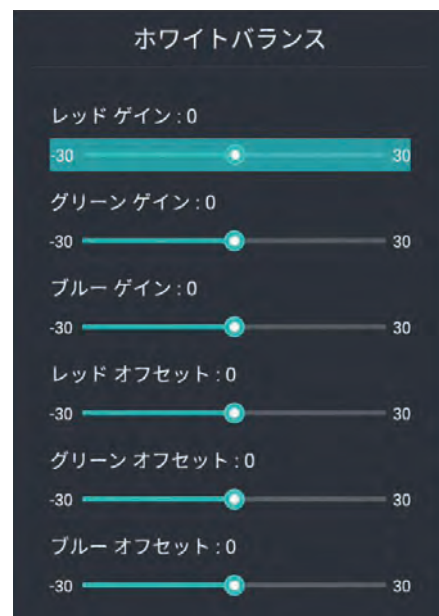 ホワイトバランス
レッド ゲイン : 0
-30 30
グリーン ゲイン : 0
-30 30
ブルー ゲイン : 0
-30 30
レッド オフセット : 0
-30 30
グリーン オフセット : 0
-30 30
ブルー オフセット : 0
-30 30